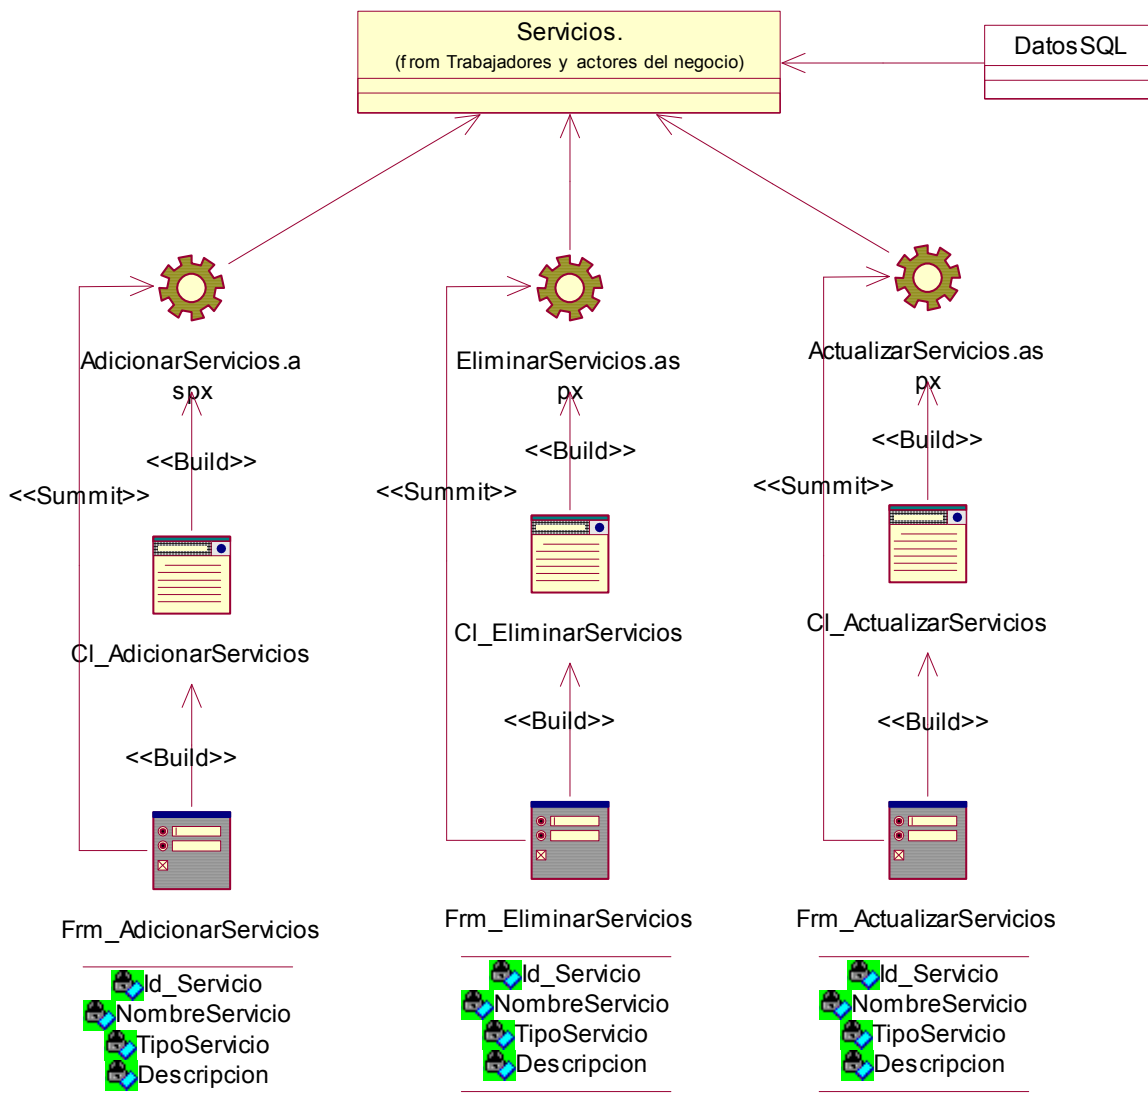 Servicios.
(from Trabajadores y actores del negocio)
DatosSQL
AdicionarServicios.a
spx
EliminarServicios.as
px
ActualizarServicios.as
px
<<Build>>
<<Build>>
<<Build>>
<<Summit>>
<<Summit>>
<<Summit>>
Cl_AdicionarServicios
Cl_EliminarServicios
Cl_ActualizarServicios
<<Build>>
<<Build>>
<<Build>>
Frm_AdicionarServicios
Id_Servicio
NombreServicio
TipoServicio
Descripcion
Frm_EliminarServicios
Id_Servicio
NombreServicio
TipoServicio
Descripcion
Frm_ActualizarServicios
Id_Servicio
NombreServicio
TipoServicio
Descripcion